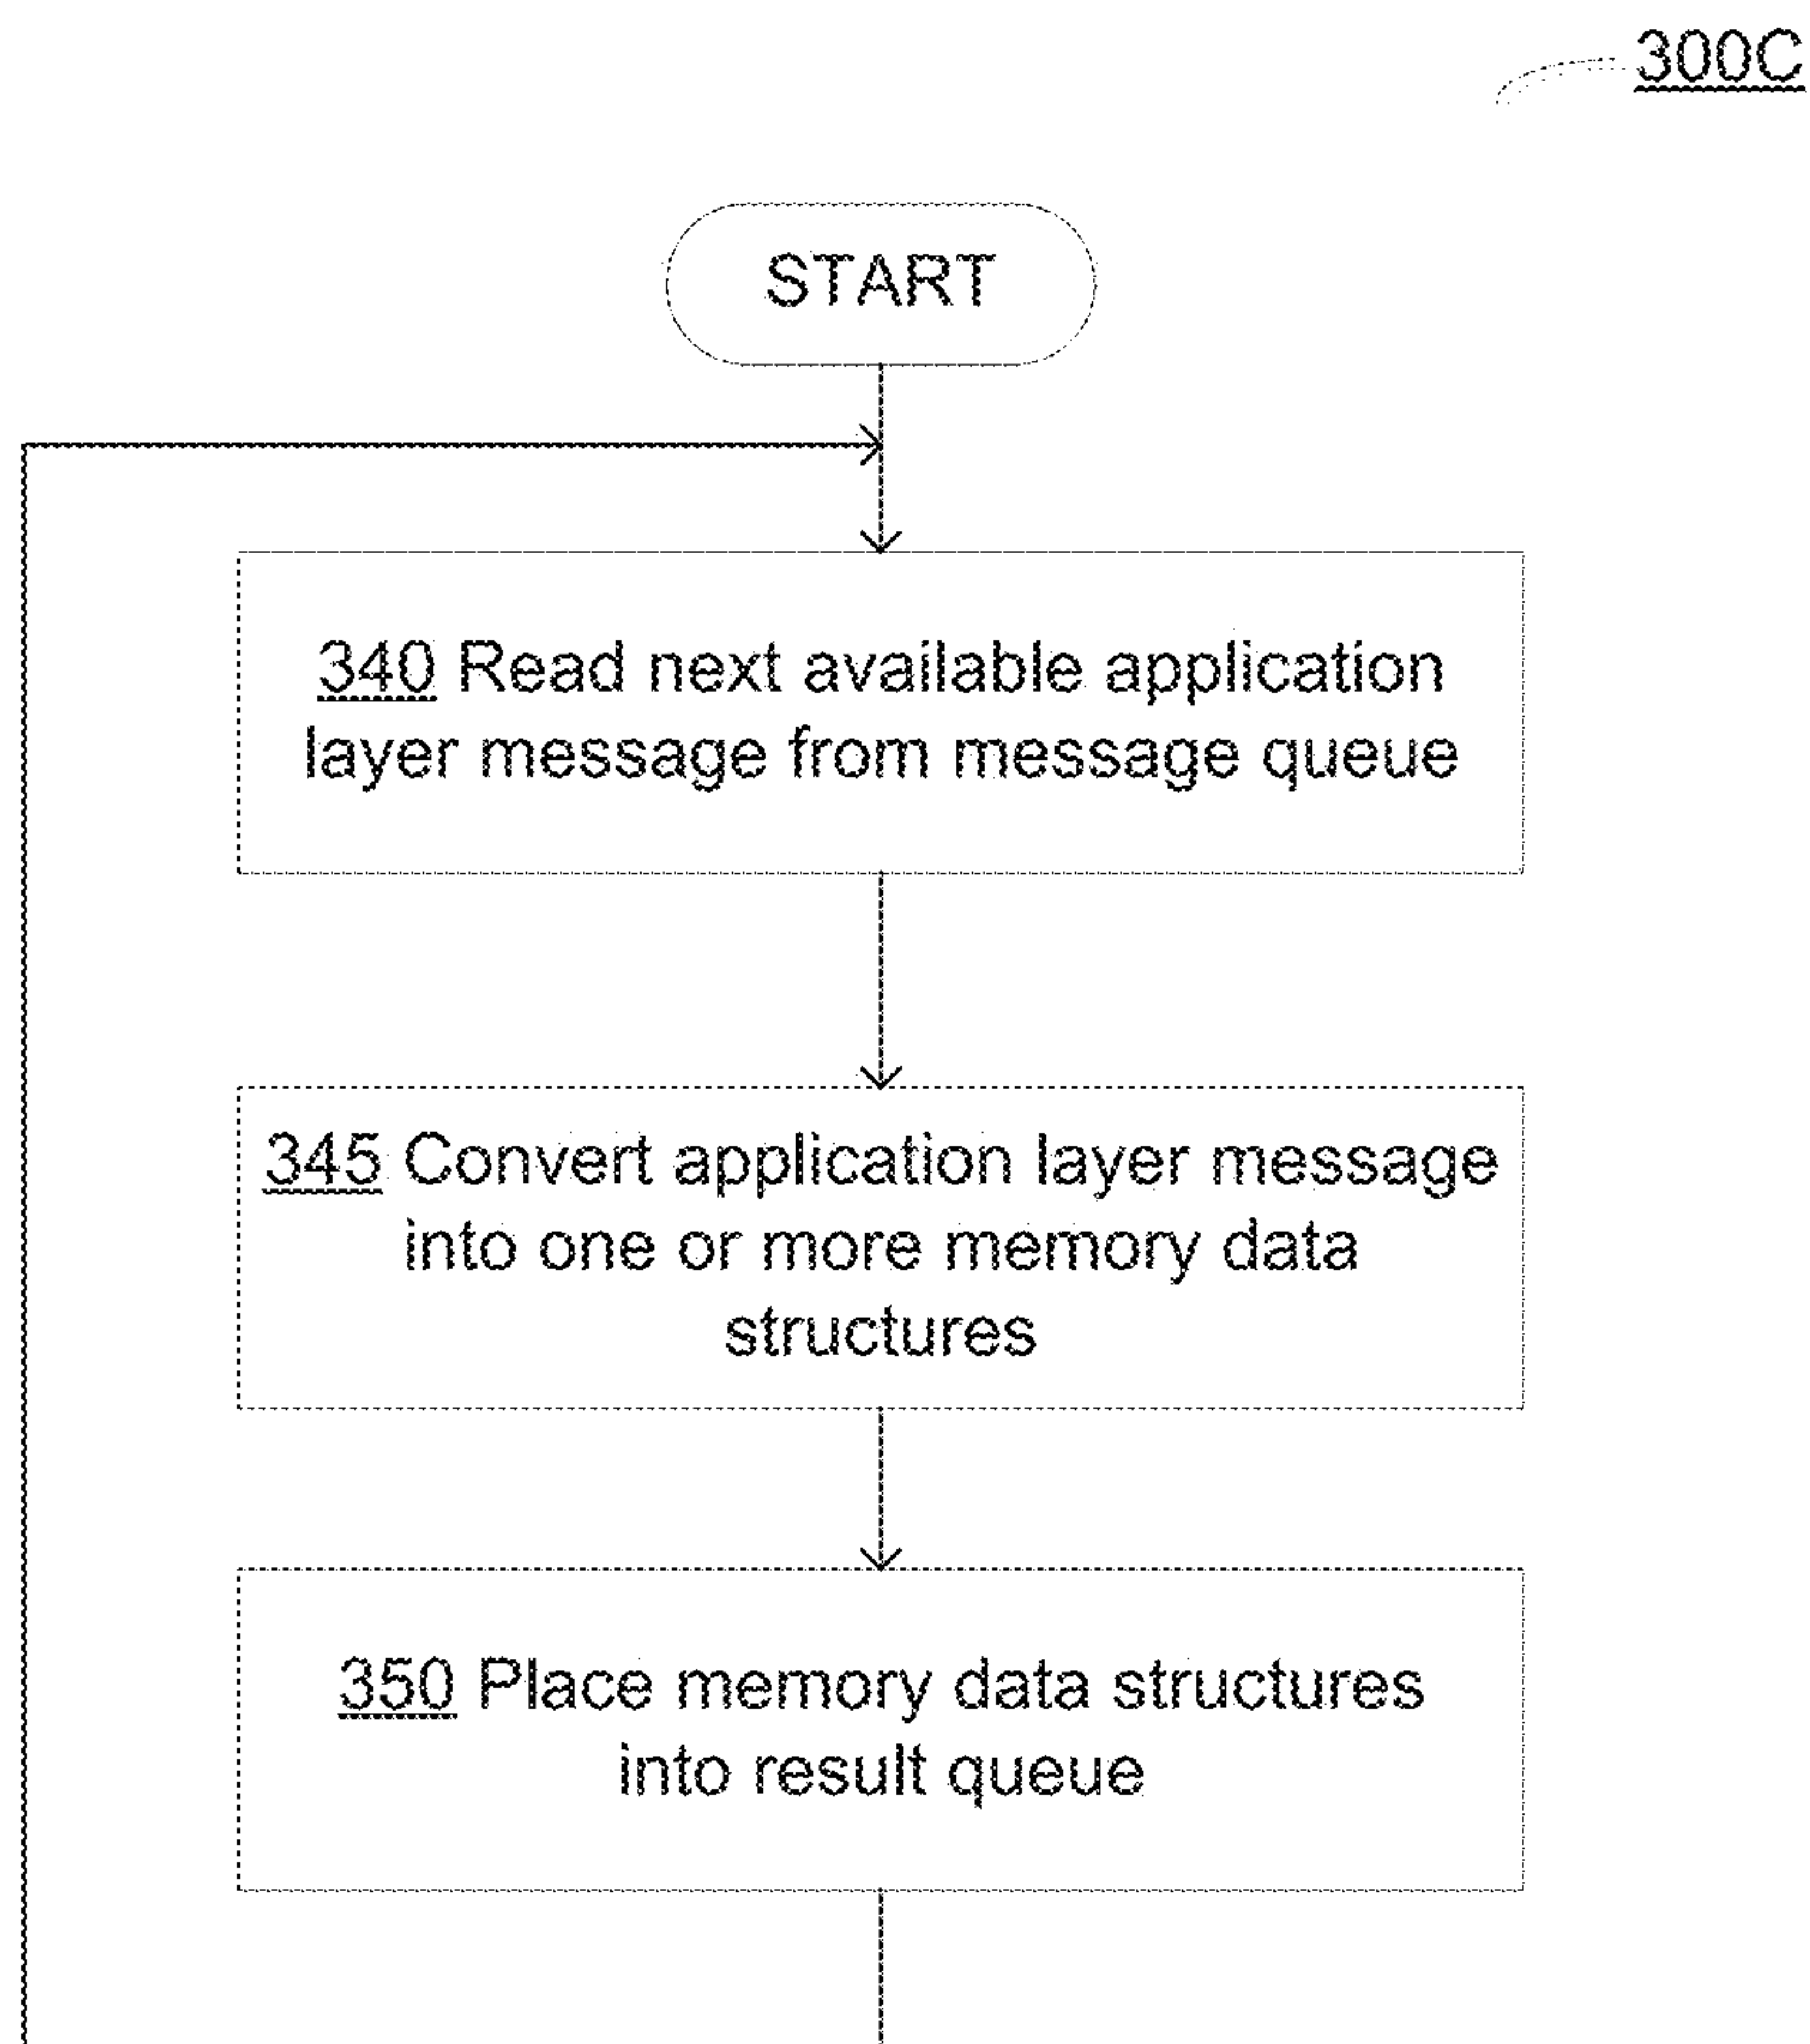 300C
START
340 Read next available application
layer message from message queue
345 Convert application layer message
into one or more memory data
structures
350 Place memory data structures
into result queue